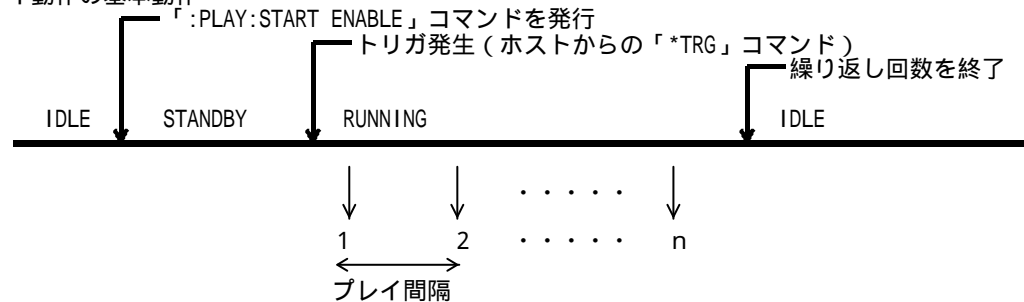 「:PLAY:START ENABLE」コマンドを発行
トリガ発生(ホストからの「*TRG」コマンド)
繰り返し回数を終了
IDLE STANDBY RUNNING IDLE
・・・・・
1 2 ・・・・・ n
プレイ間隔